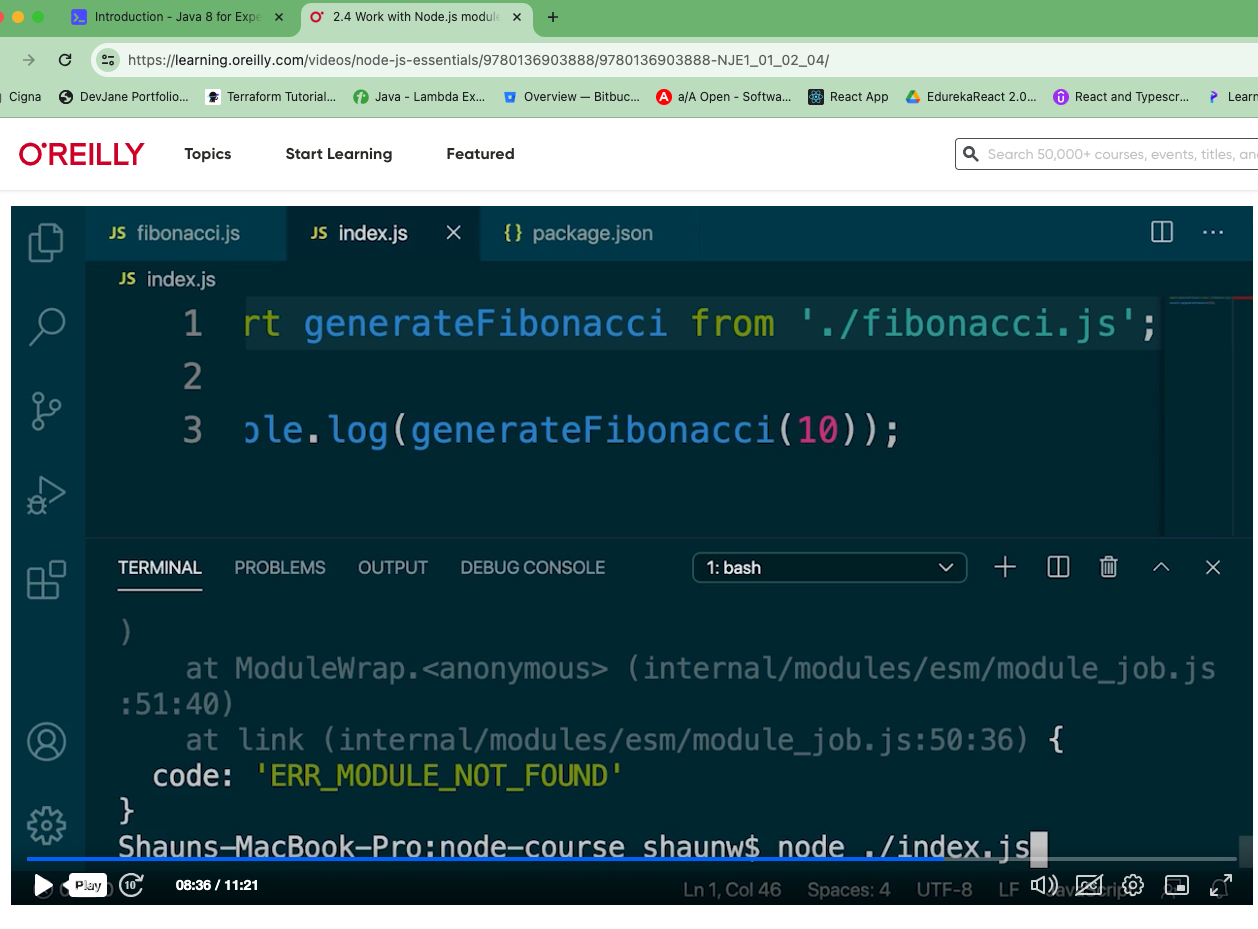 Introduction - Java 8 for Expe
2.4 Work with Node.js module
https://learning.oreilly.com/videos/node-js-essentials/9780136903888/9780136903888-NJE1_01_02_04/
Cigna DevJane Portfolio... Terraform Tutorial... Java - Lambda Ex... Overview — Bitbuc... a/A Open - Softwa... React App EdurekaReact 2.0... React and Typescr... Learn
O'REILLY Topics Start Learning Featured Search 50,000+ courses, events, titles, an
JS fibonacci.js JS index.js {} package.json
JS index.js
1 rt generateFibonacci from './fibonacci.js';
2
3 ole.log(generateFibonacci(10));
TERMINAL PROBLEMS OUTPUT DEBUG CONSOLE 1: bash
)
at ModuleWrap.<anonymous> (internal/modules/esm/module_job.js
:51:40)
at link (internal/modules/esm/module_job.js:50:36) {
code: 'ERR_MODULE_NOT_FOUND'
}
Shauns-MacBook-Pro:node-course shaunw$ node ./index.js
Play 10 08:36 / 11:21 Ln 1, Col 46 Spaces: 4 UTF-8 LF